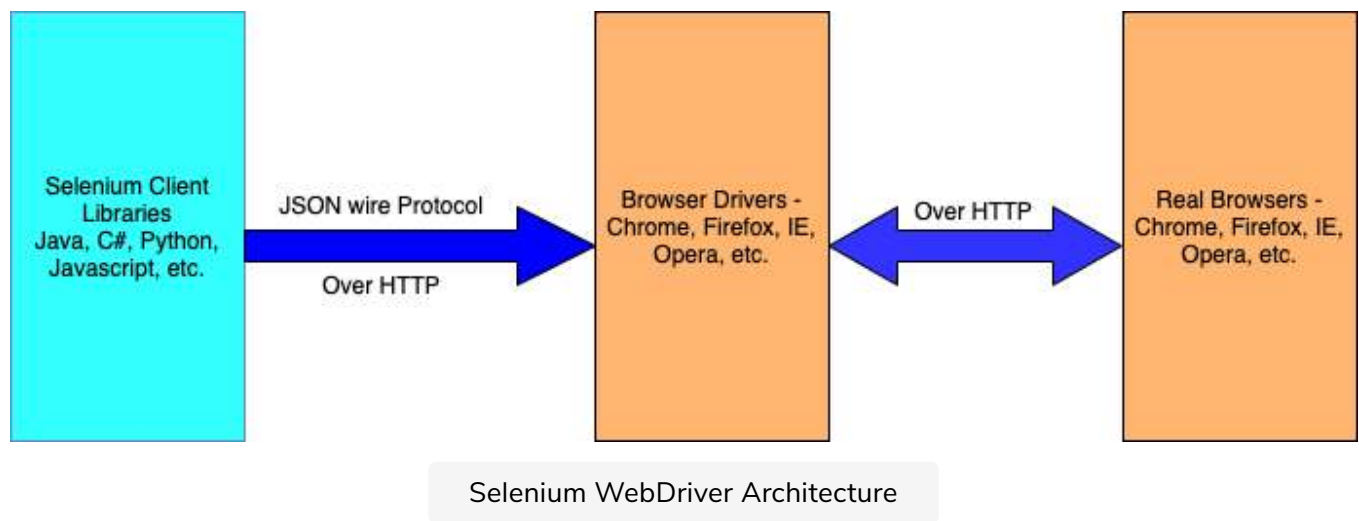 Selenium Client
Libraries
Java, C#, Python,
Javascript, etc.
JSON wire Protocol
Over HTTP
Browser Drivers -
Chrome, Firefox, IE,
Opera, etc.
Over HTTP
Real Browsers -
Chrome, Firefox, IE,
Opera, etc.
Selenium WebDriver Architecture